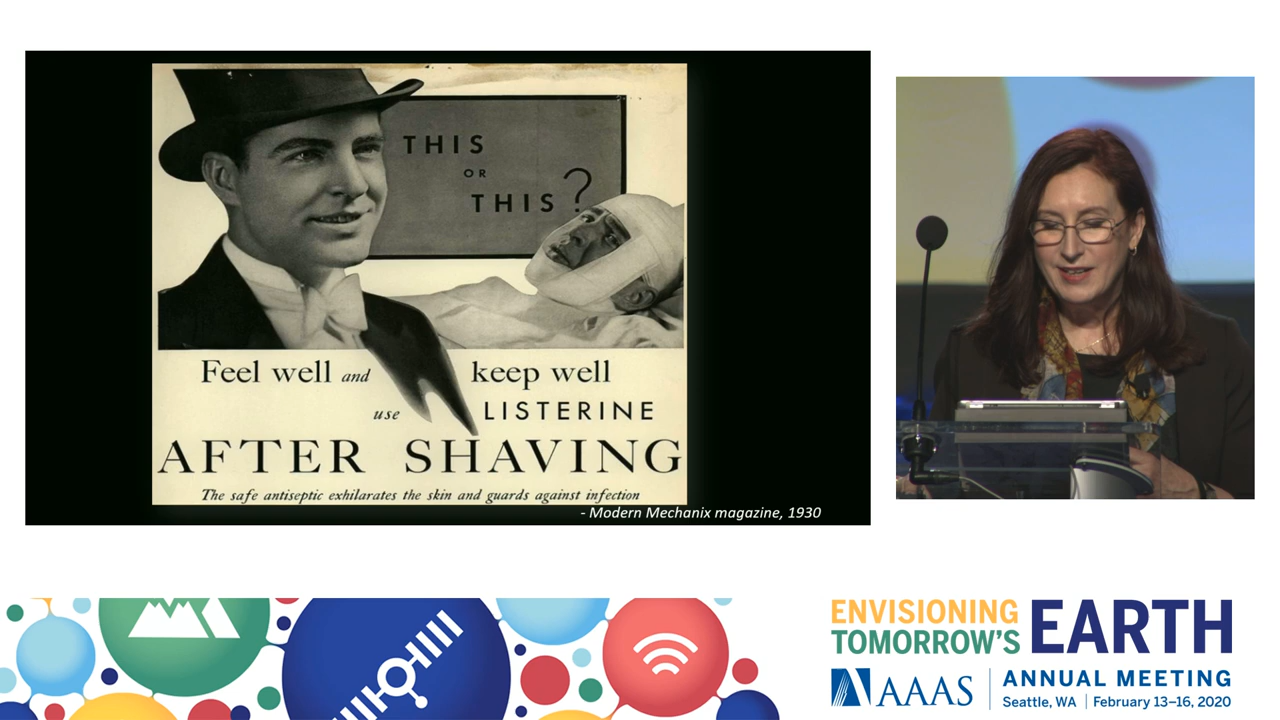 THIS
OR
THIS?
Feel well and keep well
use LISTERINE
AFTER SHAVING
The safe antiseptic exhilarates the skin and guards against infection
- Modern Mechanix magazine, 1930
ENVISIONING
TOMORROW'S
EARTH
AAAS
ANNUAL MEETING
Seattle, WA | February 13–16, 2020